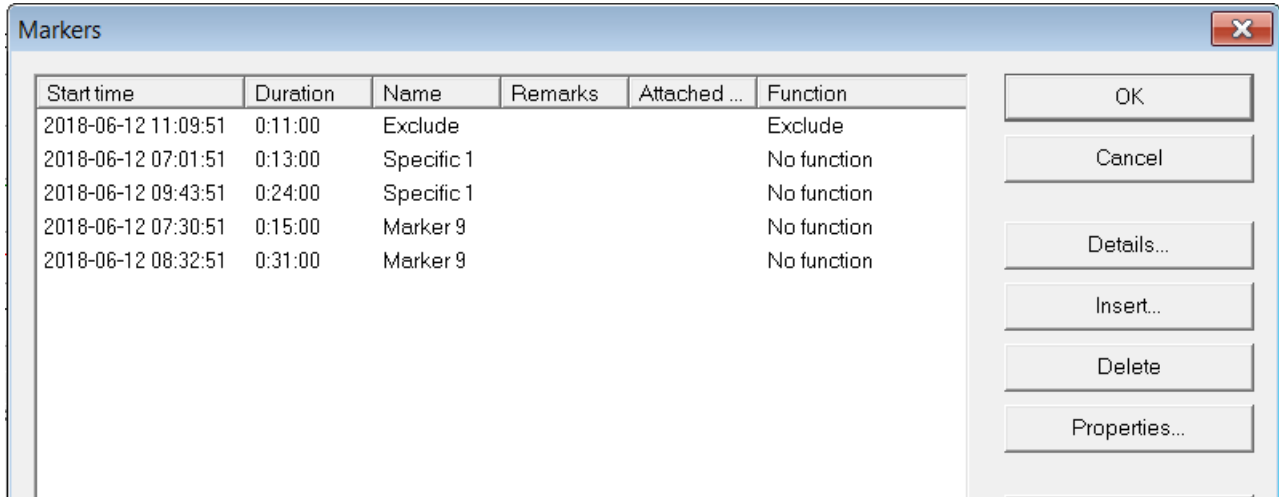 Markers
Start time Duration Name Remarks Attached ... Function
2018-06-12 11:09:51 0:11:00 Exclude Exclude
2018-06-12 07:01:51 0:13:00 Specific 1 No function
2018-06-12 09:43:51 0:24:00 Specific 1 No function
2018-06-12 07:30:51 0:15:00 Marker 9 No function
2018-06-12 08:32:51 0:31:00 Marker 9 No function
OK
Cancel
Details...
Insert...
Delete
Properties...